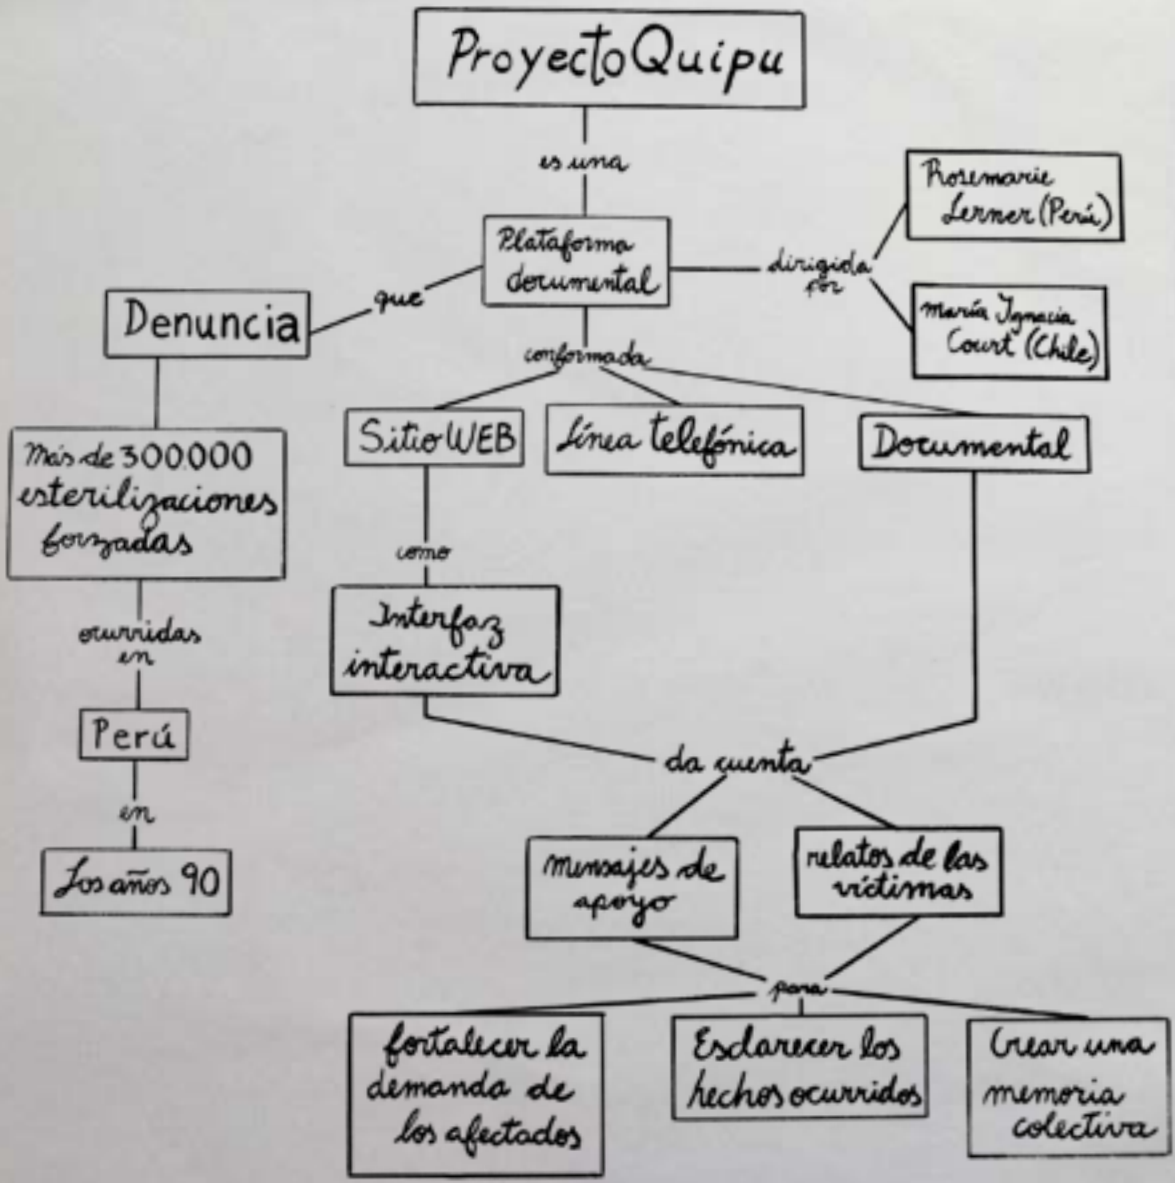 Proyecto Quipu
es una
Plataforma
documental
dirigida
por
Rosemarie
Lerner (Perú)
María Ignacia
Court (Chile)
que
Denuncia
Más de 300.000
esterilizaciones
forzadas
ocurridas
en
Perú
en
Los años 90
conformada
Sitio WEB
Línea telefónica
Documental
como
Interfaz
interactiva
da cuenta
mensajes de
apoyo
relatos de las
víctimas
para
fortalecer la
demanda de
los afectados
Esclarecer los
hechos ocurridos
Crear una
memoria
colectiva